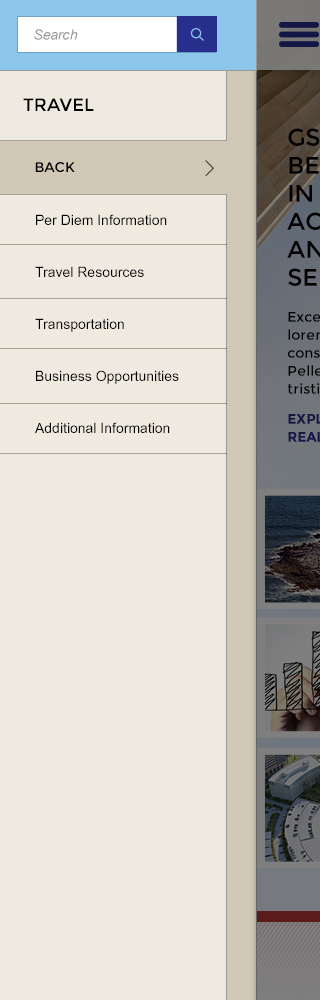 Search
TRAVEL
BACK
Per Diem Information
Travel Resources
Transportation
Business Opportunities
Additional Information
GS
BE
IN
AC
AN
SE
Exce
lorem
cons
Pelle
tristi
EXPL
REAL